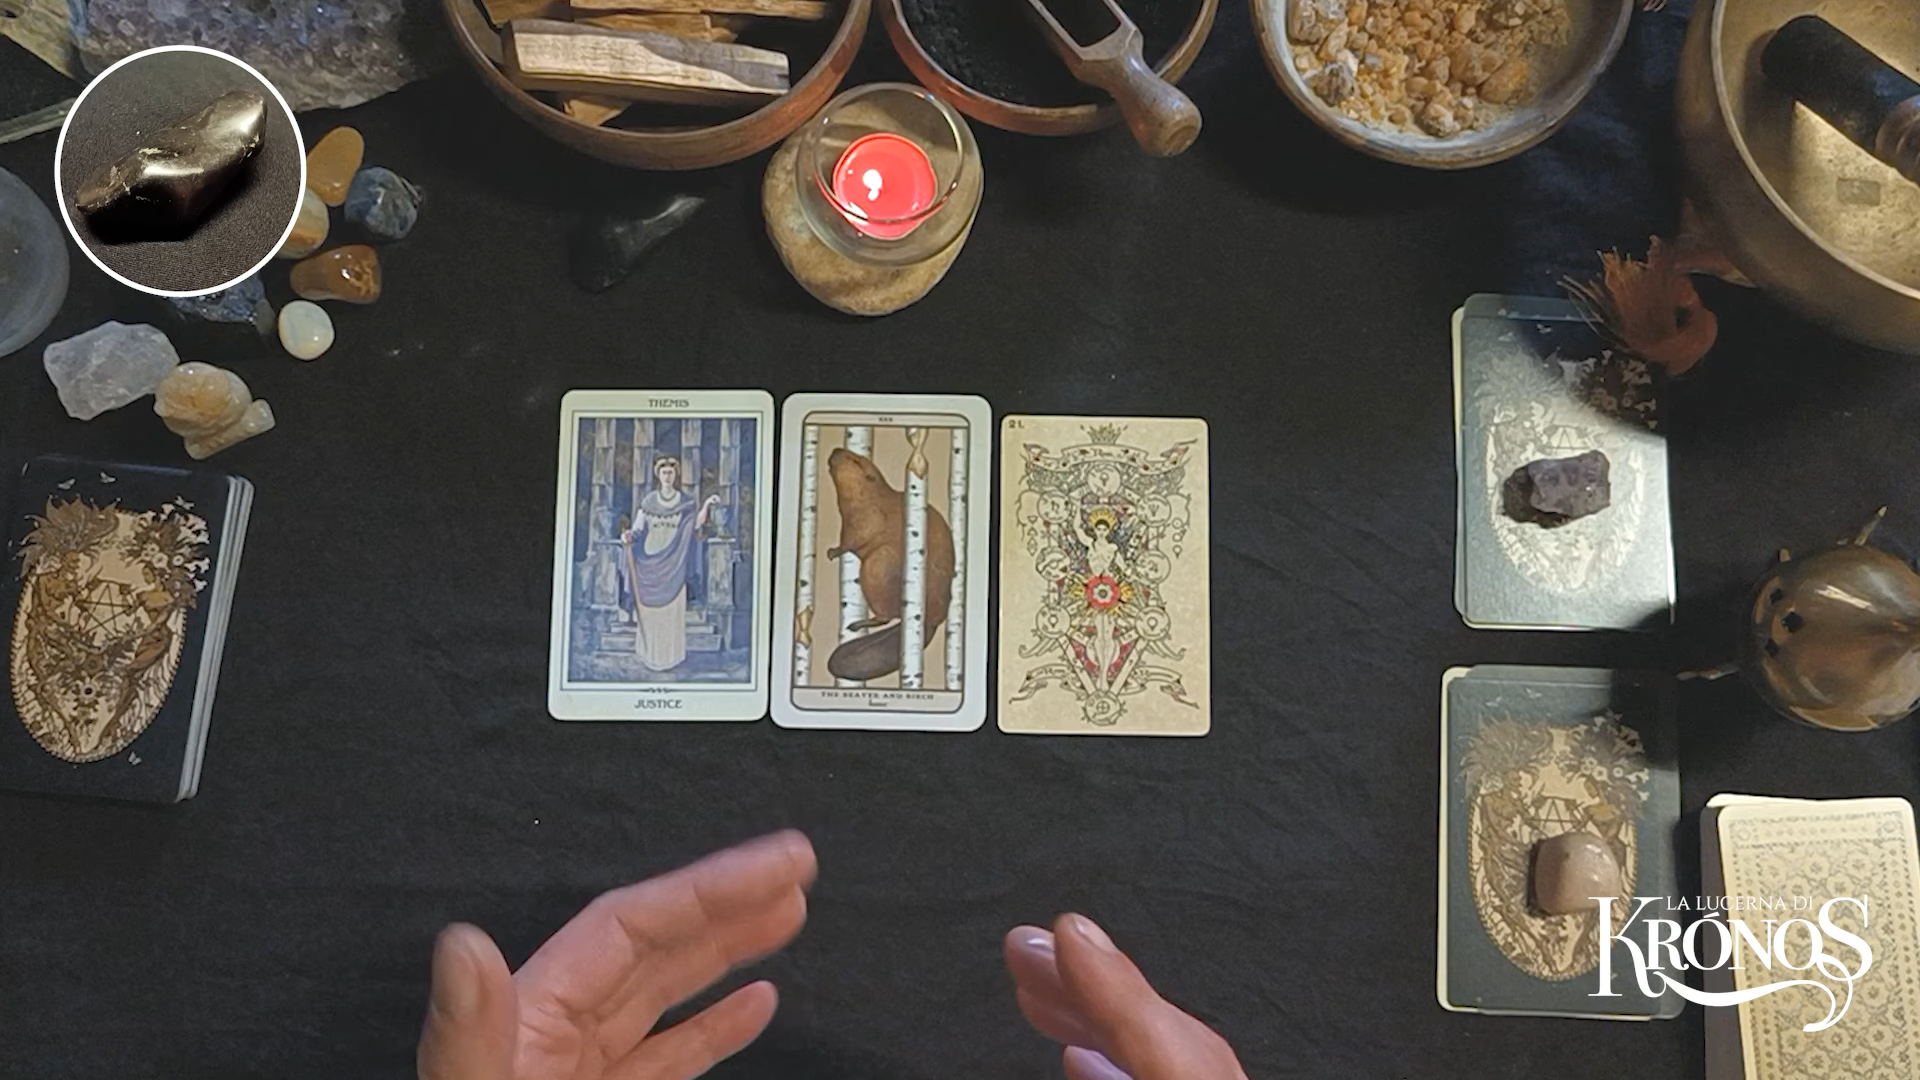 THEMIS
JUSTICE
THE BEAVER AND BIRCH
21.
LA LUCERNA DI
KRÓNOS